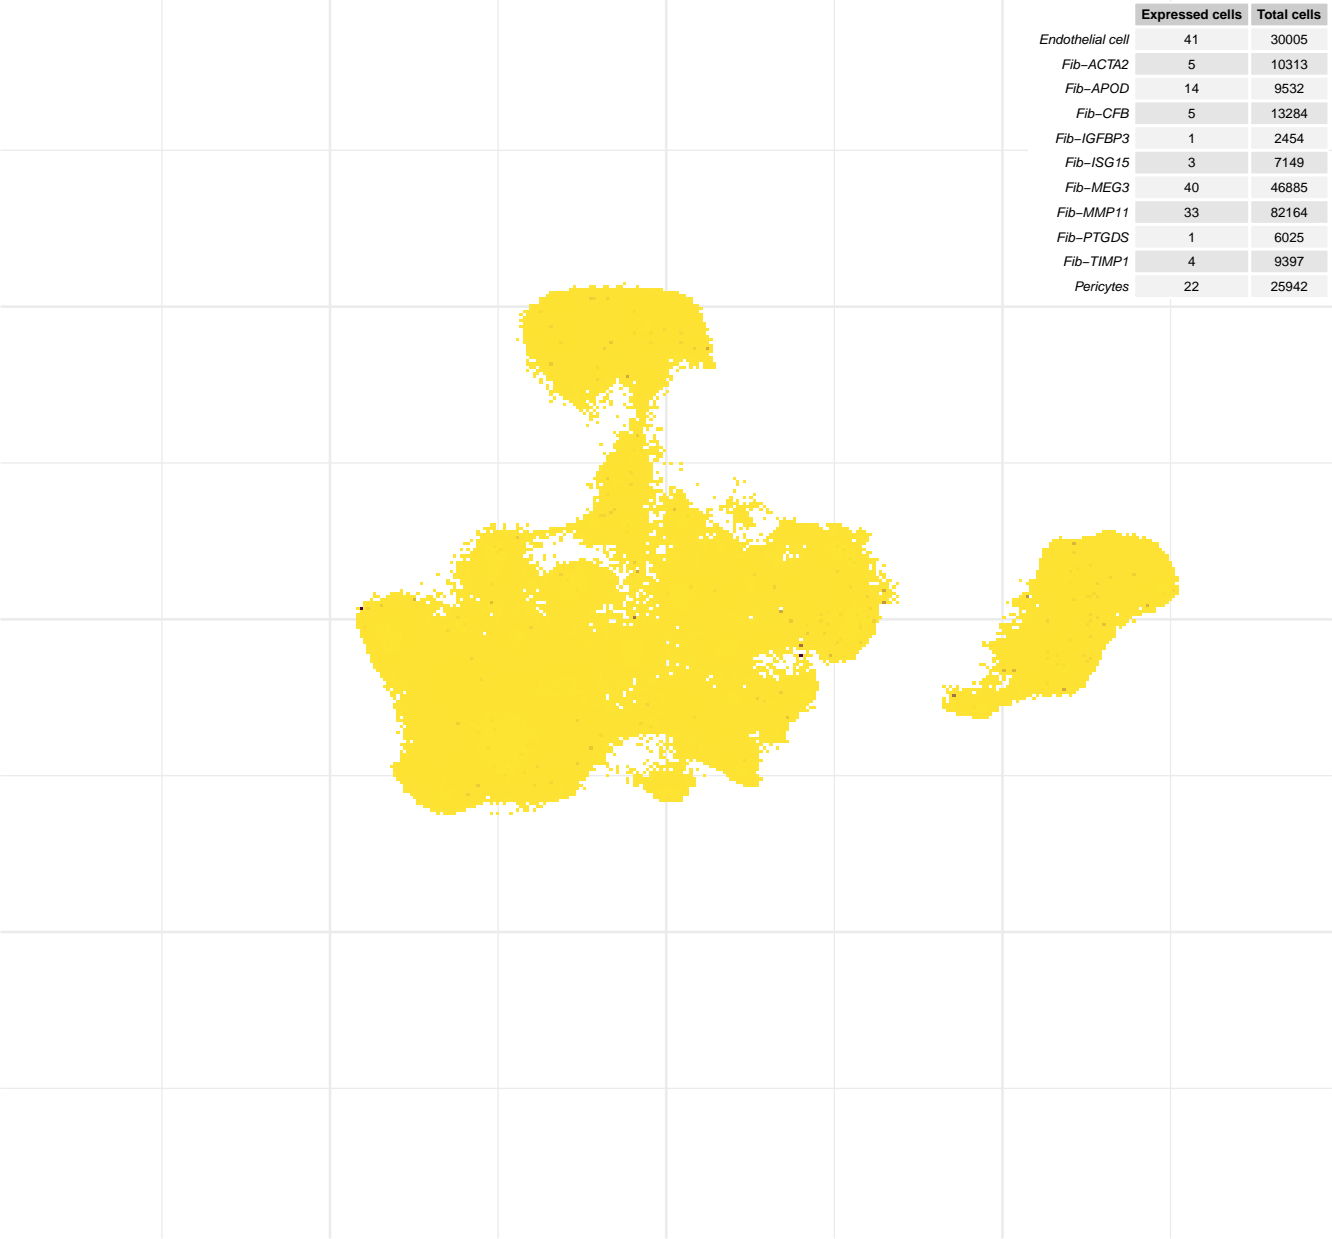 Expressed cells Total cells
Endothelial cell 41 30005
Fib−ACTA2 5 10313
Fib−APOD 14 9532
Fib−CFB 5 13284
Fib−IGFBP3 1 2454
Fib−ISG15 3 7149
Fib−MEG3 40 46885
Fib−MMP11 33 82164
Fib−PTGDS 1 6025
Fib−TIMP1 4 9397
Pericytes 22 25942